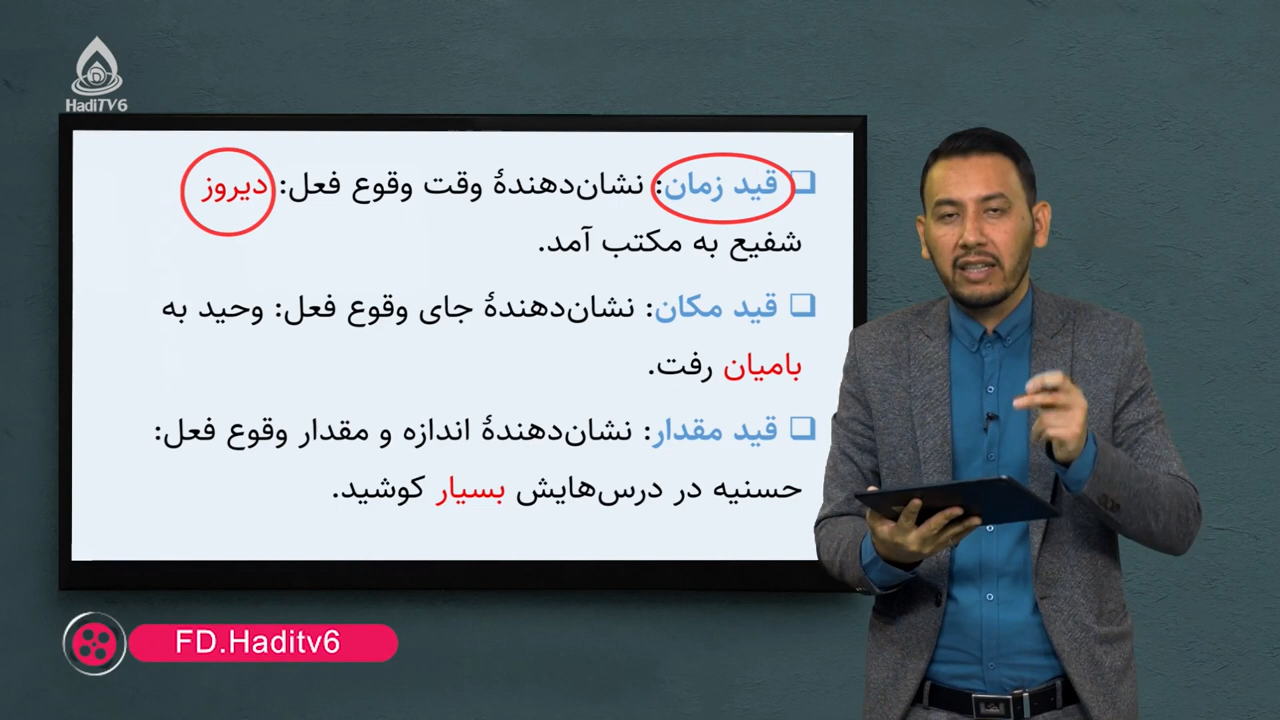 HadiTV6
❑ قید زمان: نشان‌دهندهٔ وقت وقوع فعل: دیروز
شفیع به مکتب آمد.
❑ قید مکان: نشان‌دهندهٔ جای وقوع فعل: وحید به
بامیان رفت.
❑ قید مقدار: نشان‌دهندهٔ اندازه و مقدار وقوع فعل:
حسنیه در درس‌هایش بسیار کوشید.
FD.Haditv6